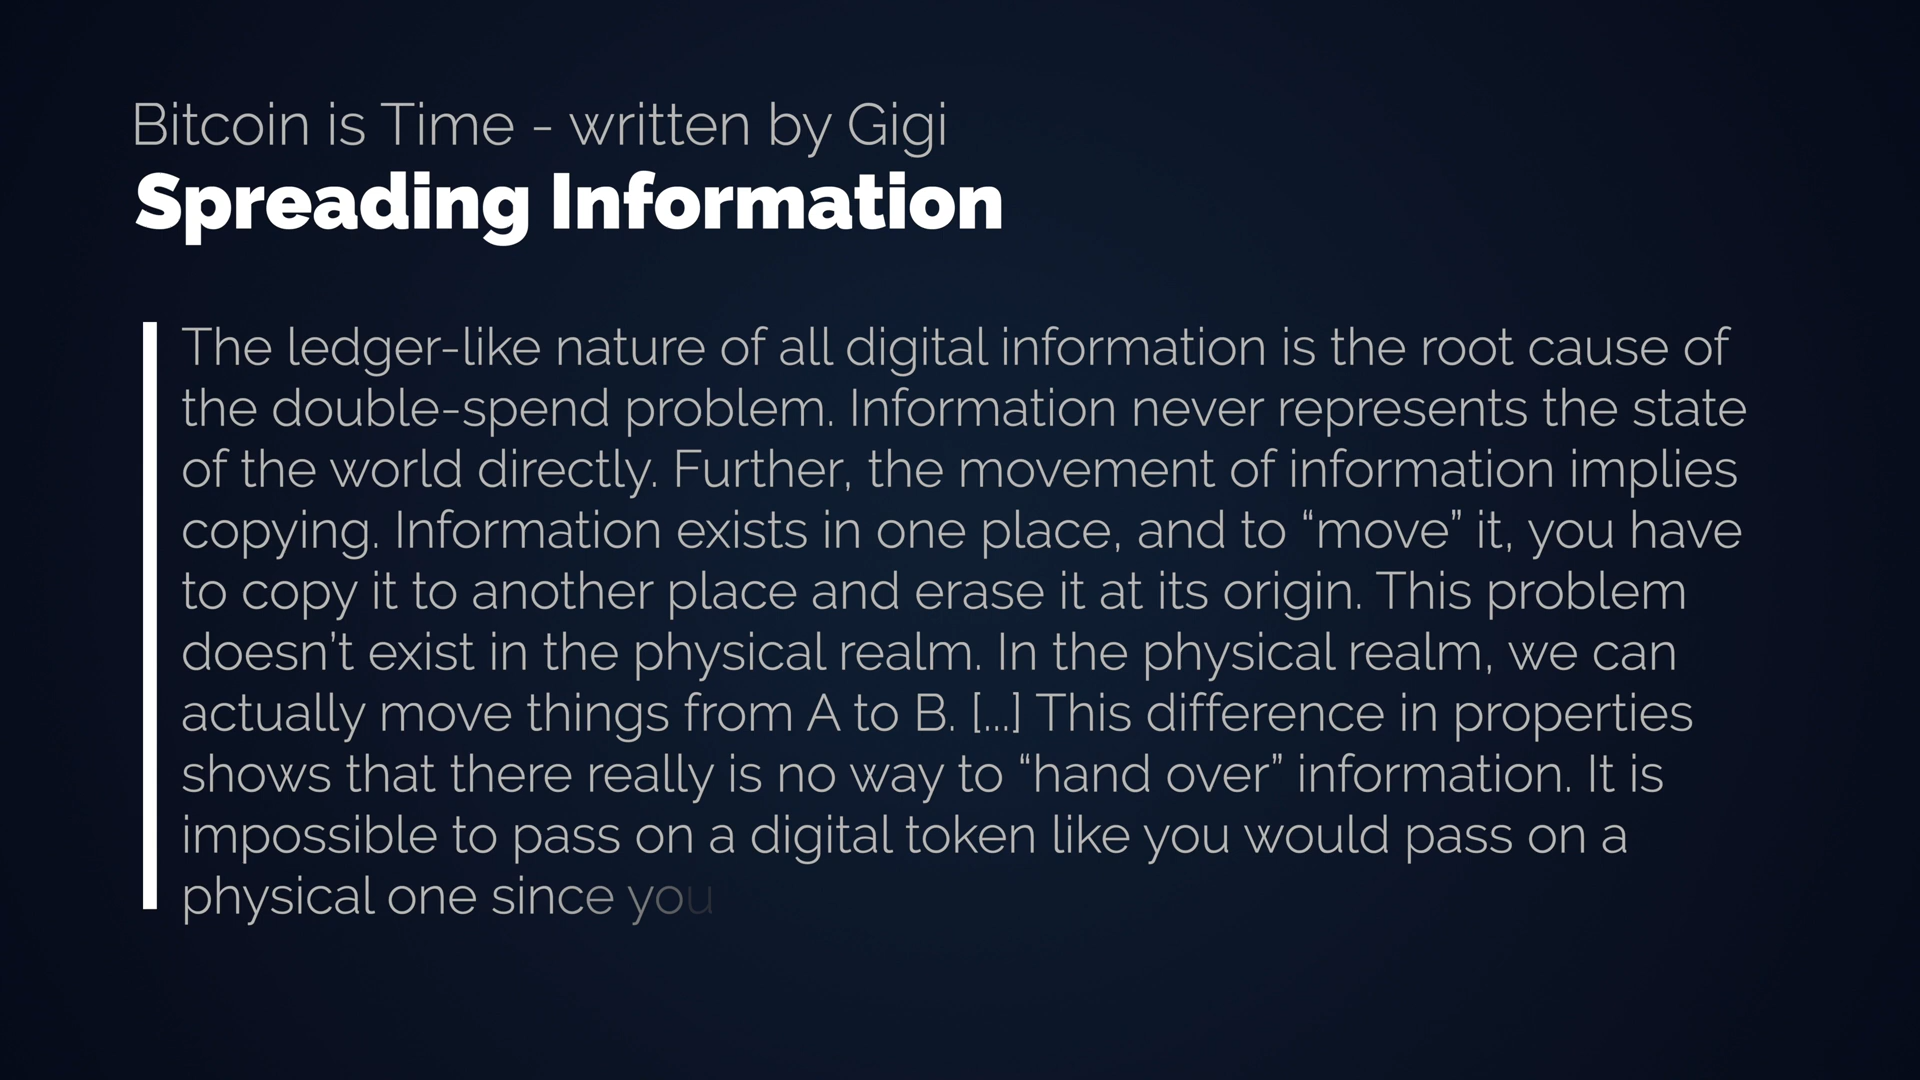 Bitcoin is Time - written by Gigi
Spreading Information
The ledger-like nature of all digital information is the root cause of
the double-spend problem. Information never represents the state
of the world directly. Further, the movement of information implies
copying. Information exists in one place, and to “move” it, you have
to copy it to another place and erase it at its origin. This problem
doesn’t exist in the physical realm. In the physical realm, we can
actually move things from A to B. [...] This difference in properties
shows that there really is no way to “hand over” information. It is
impossible to pass on a digital token like you would pass on a
physical one since you